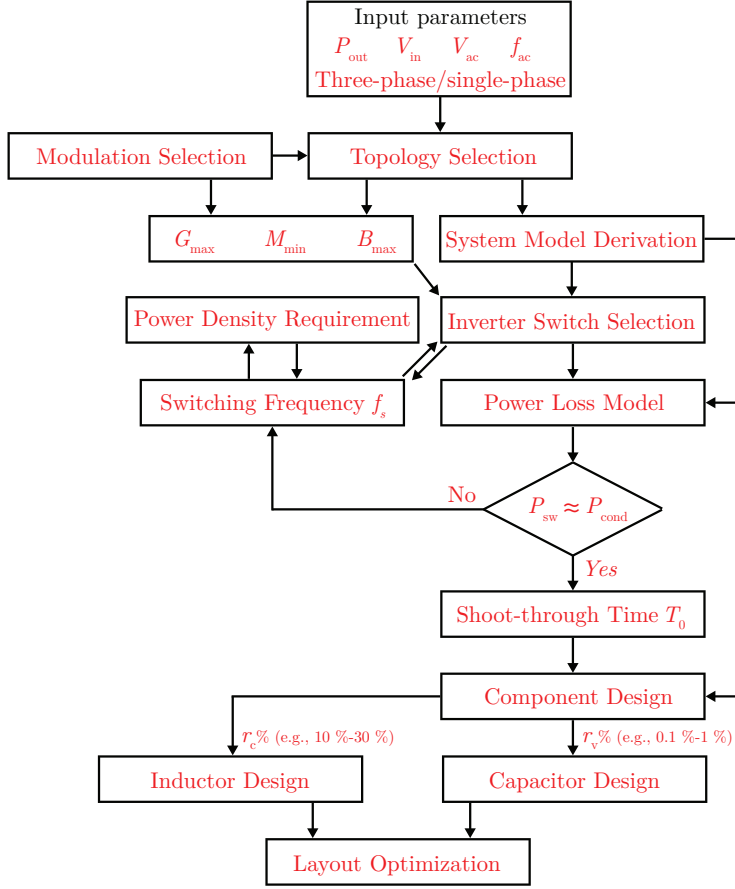 Input parameters
P_out V_in V_ac f_ac
Three-phase/single-phase
Modulation Selection
Topology Selection
G_max M_min B_max
System Model Derivation
Power Density Requirement
Inverter Switch Selection
Switching Frequency f_s
Power Loss Model
No
P_sw ≈ P_cond
Yes
Shoot-through Time T_0
Component Design
r_c% (e.g., 10 %-30 %)
r_v% (e.g., 0.1 %-1 %)
Inductor Design
Capacitor Design
Layout Optimization